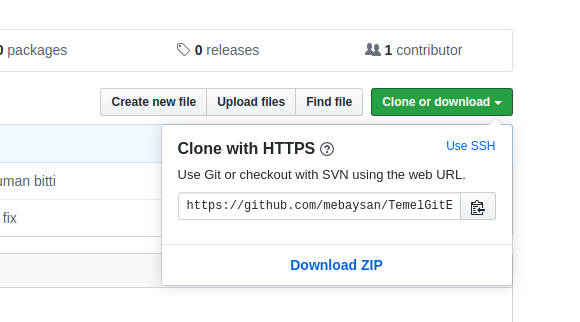 0 packages 0 releases 1 contributor
Create new file Upload files Find file Clone or download
Clone with HTTPS Use SSH
Use Git or checkout with SVN using the web URL.
uman bitti
https://github.com/mebaysan/TemelGitE
fix
Download ZIP